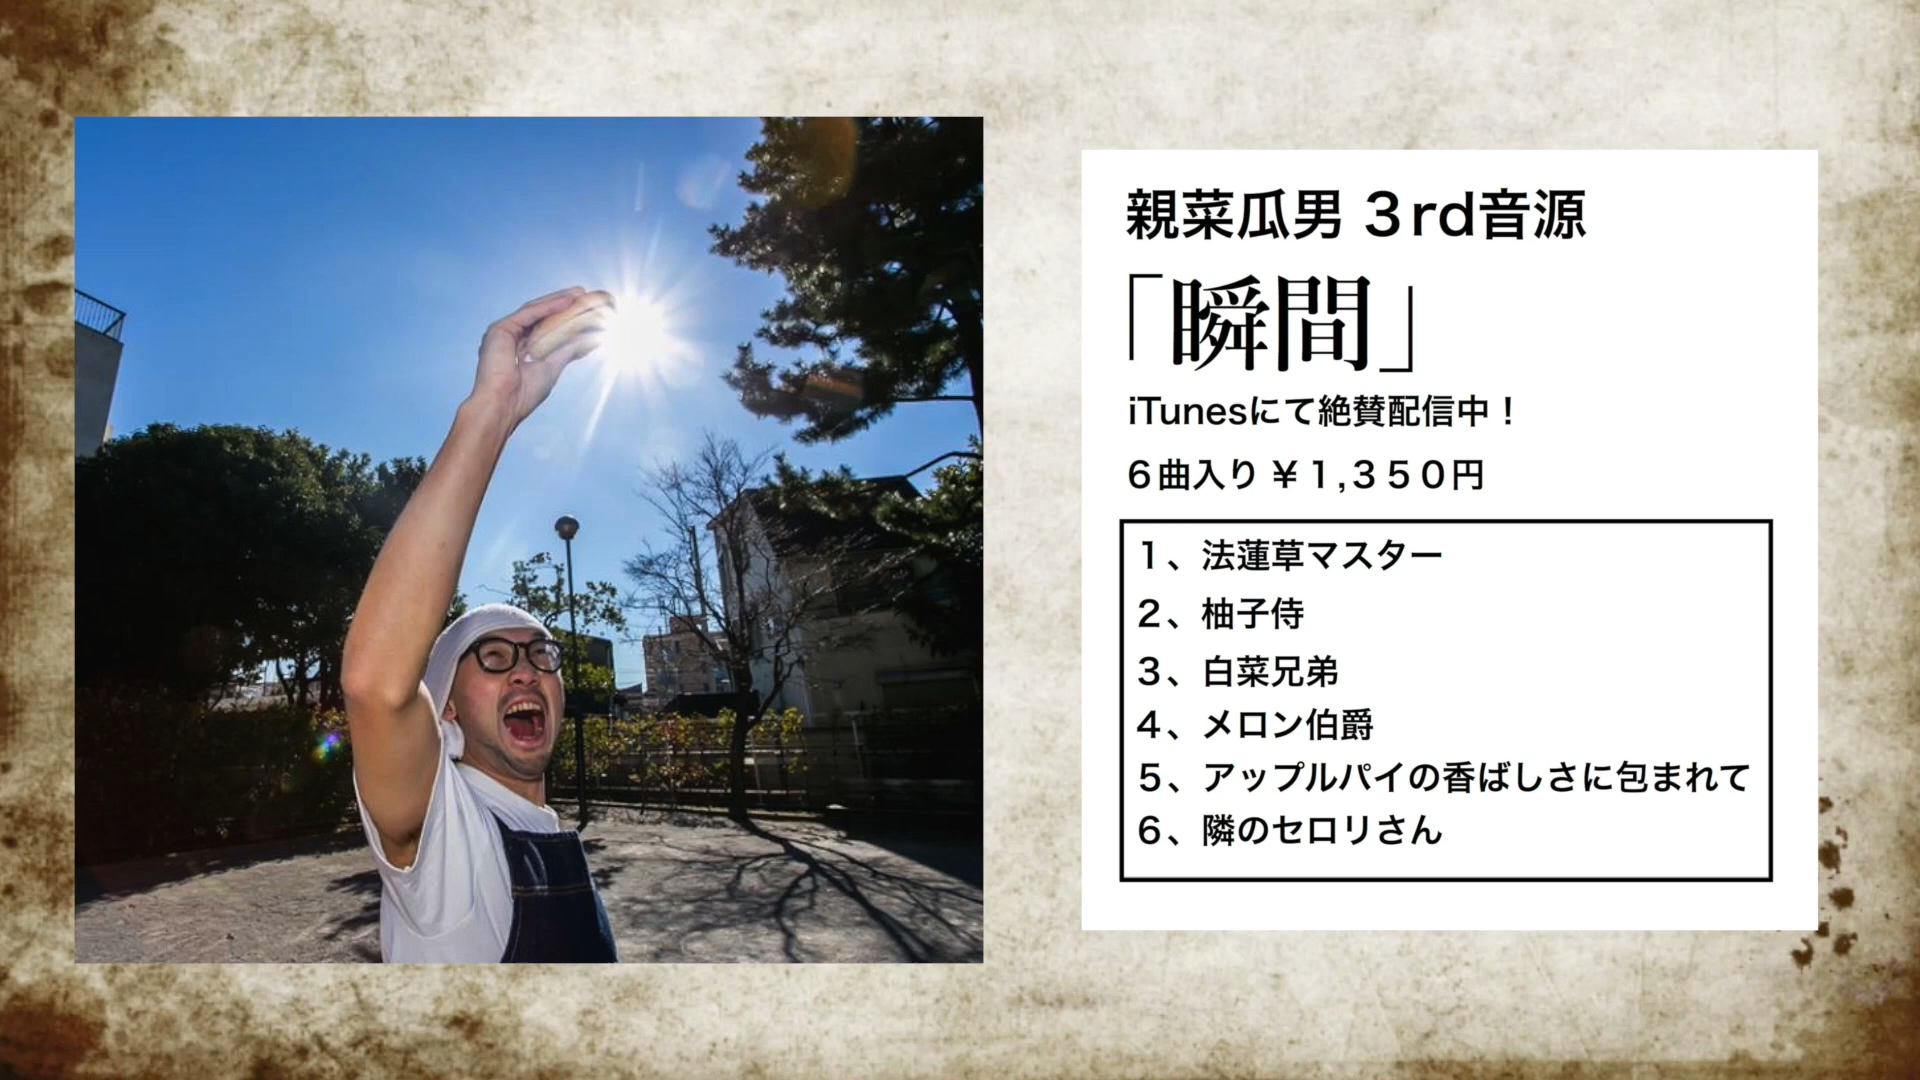 親菜瓜男 3rd音源
「瞬間」
iTunesにて絶賛配信中！
６曲入り ￥１,３５０円
１、法蓮草マスター
２、柚子侍
３、白菜兄弟
４、メロン伯爵
５、アップルパイの香ばしさに包まれて
６、隣のセロリさん